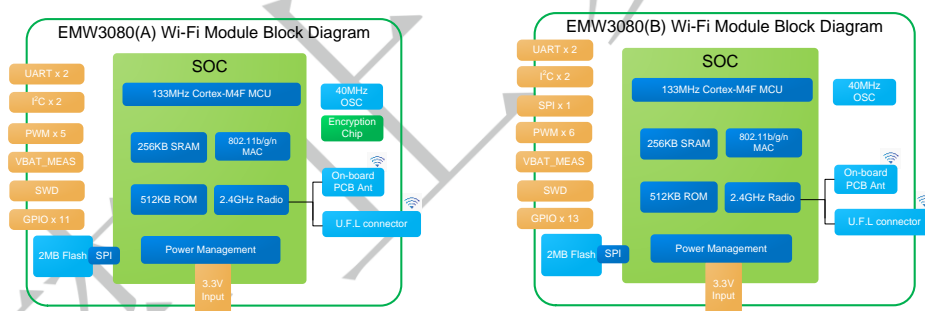 EMW3080(A) Wi-Fi Module Block Diagram
UART x 2
I²C x 2
PWM x 5
VBAT_MEAS
SWD
GPIO x 11
2MB Flash
SPI
SOC
133MHz Cortex-M4F MCU
256KB SRAM
802.11b/g/n
MAC
512KB ROM
2.4GHz Radio
Power Management
3.3V
Input
40MHz
OSC
Encryption
Chip
On-board
PCB Ant
U.F.L connector
EMW3080(B) Wi-Fi Module Block Diagram
UART x 2
I²C x 2
SPI x 1
PWM x 6
VBAT_MEAS
SWD
GPIO x 13
2MB Flash
SPI
SOC
133MHz Cortex-M4F MCU
256KB SRAM
802.11b/g/n
MAC
512KB ROM
2.4GHz Radio
Power Management
3.3V
Input
40MHz
OSC
On-board
PCB Ant
U.F.L connector